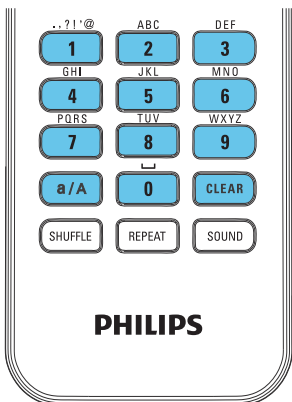 .,?!'@ ABC DEF
1 2 3
GHI JKL MNO
4 5 6
PQRS TUV WXYZ
7 8 9
a/A 0 CLEAR
SHUFFLE REPEAT SOUND
PHILIPS